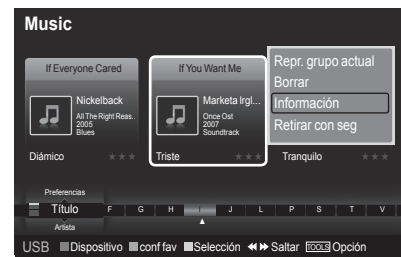 Music
If Everyone Cared
Nickelback
All The Right Reas..
2005
Blues
Diámico
If You Want Me
Marketa Irgl...
Once Ost
2007
Soundtrack
Triste
Repr. grupo actual
Borrar
Información
Retirar con seg
Tranquilo
Preferencias
Título F G H I J L P S T V
Artista
USB Dispositivo conf fav Selección Saltar TOOLS Opción